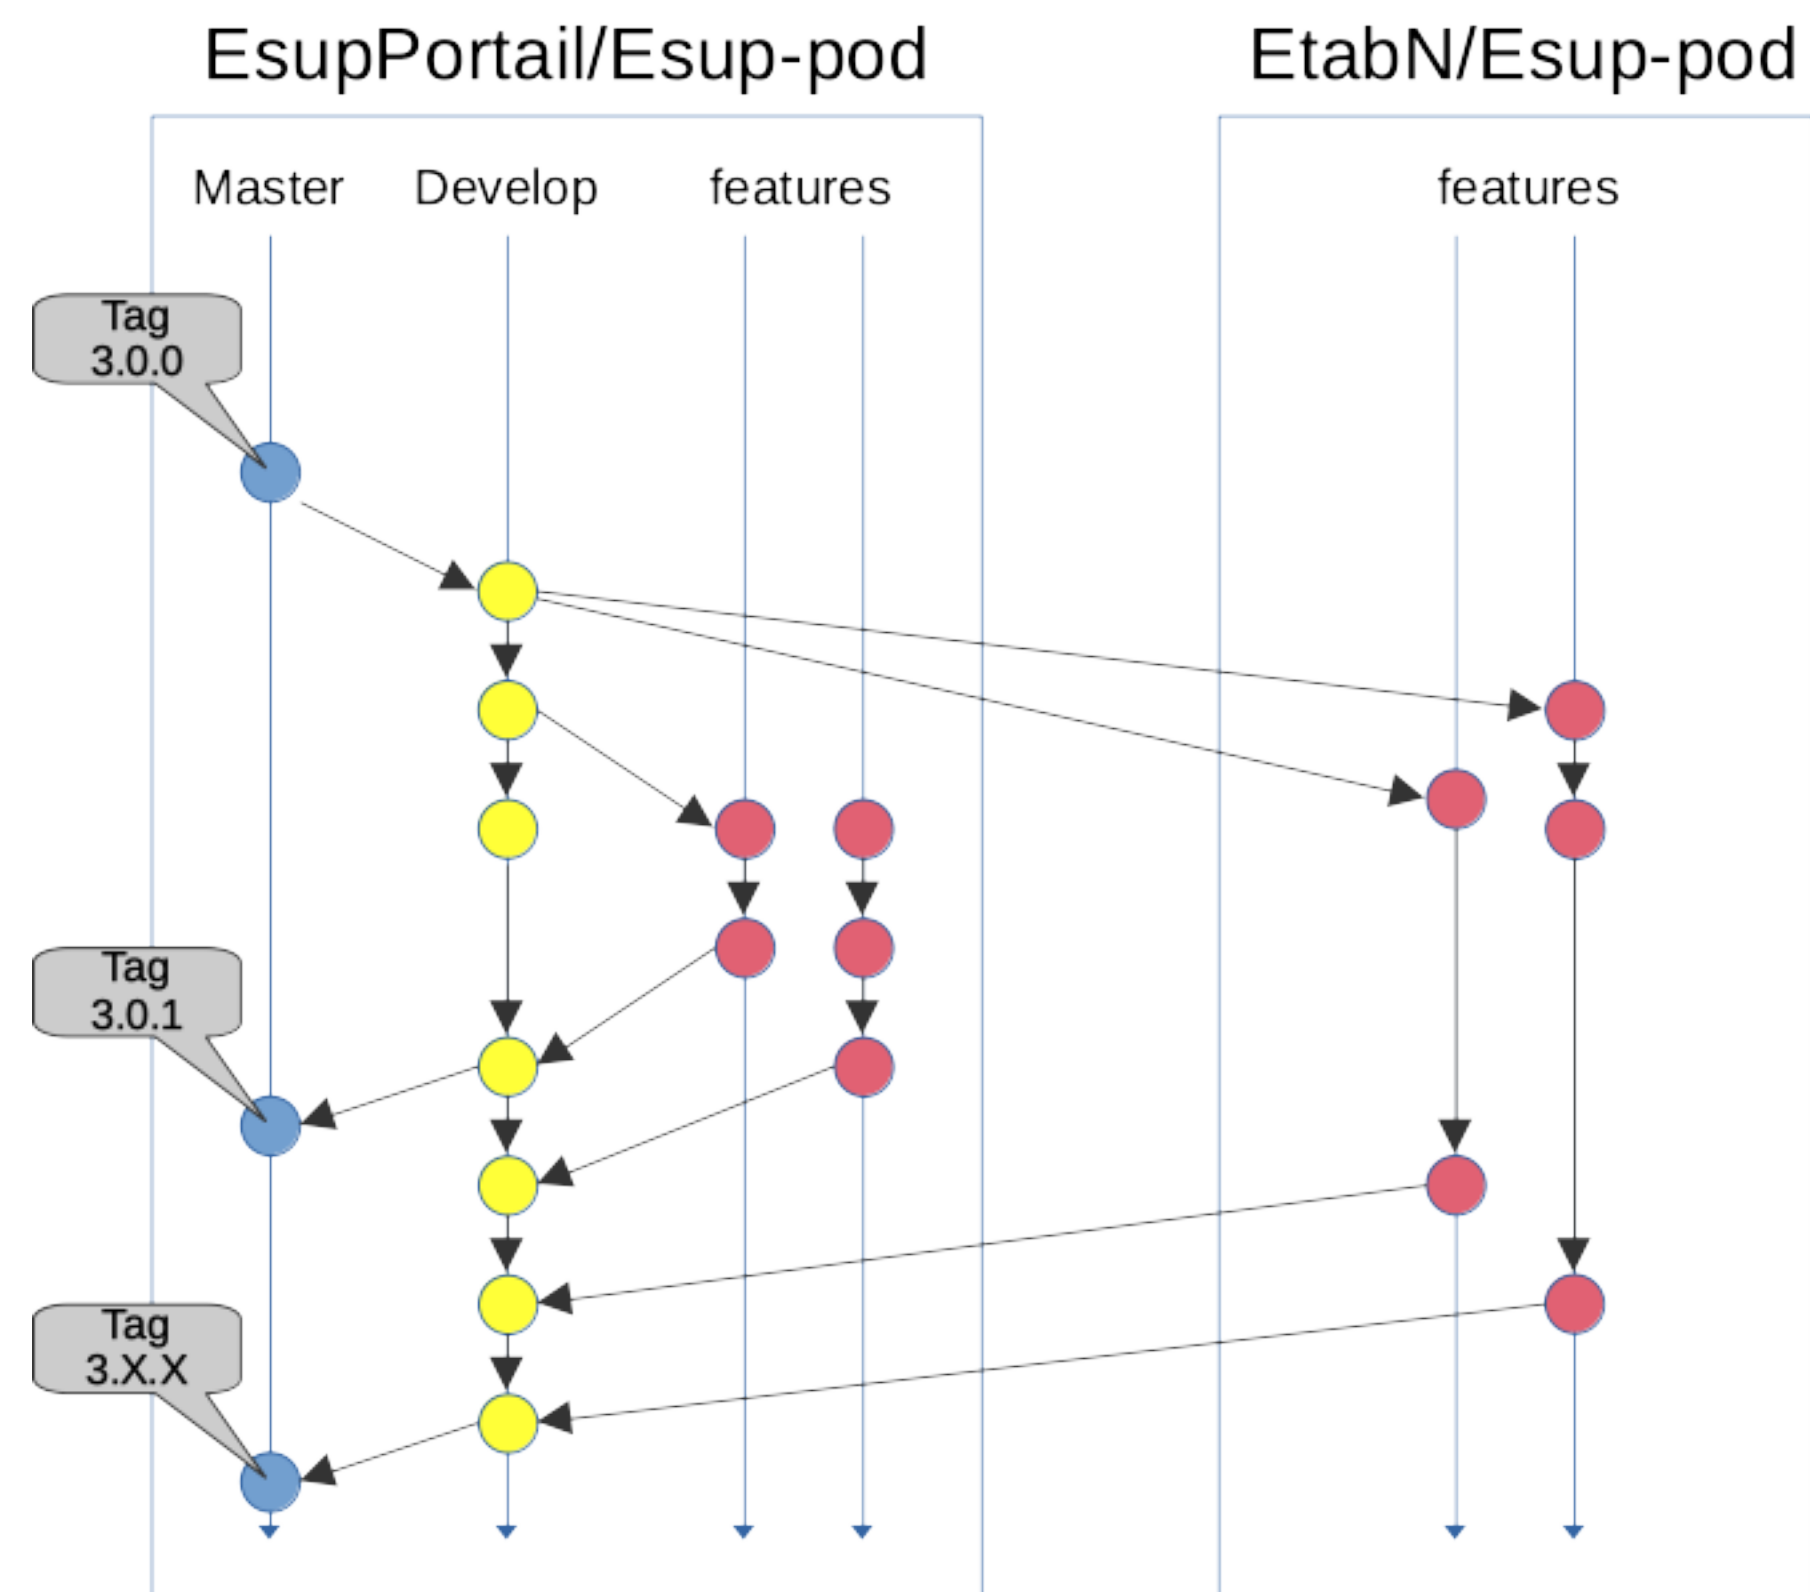 EsupPortail/Esup-pod
EtabN/Esup-pod
Master
Develop
features
features
Tag
3.0.0
Tag
3.0.1
Tag
3.X.X